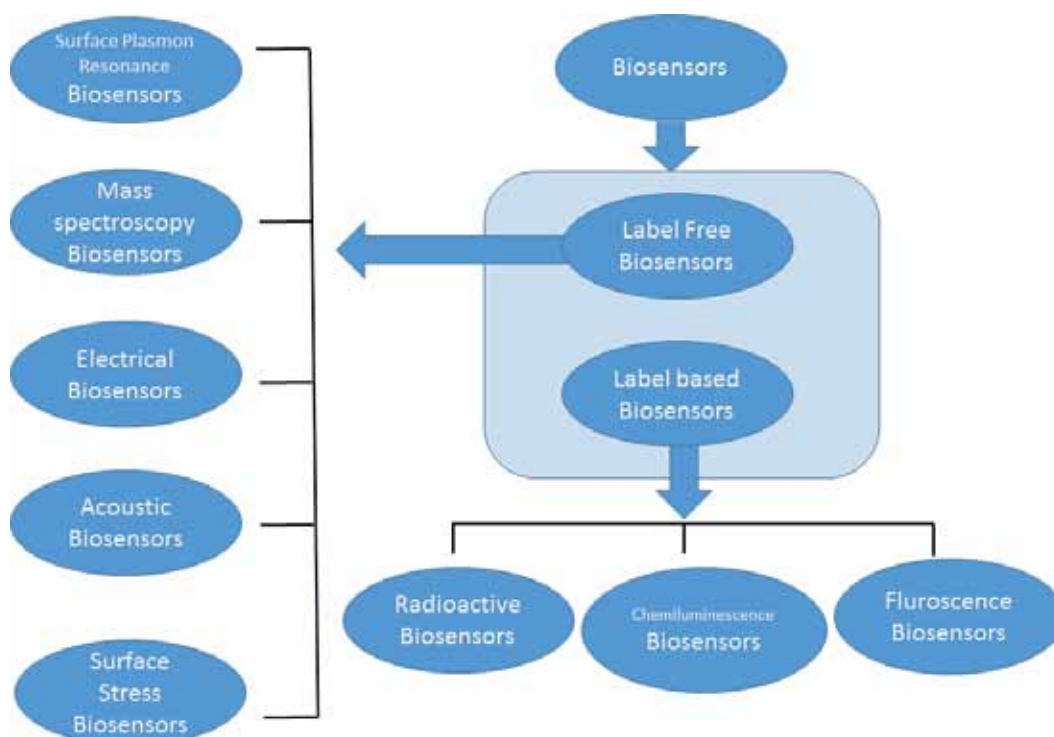 Surface Plasmon
Resonance
Biosensors
Mass
spectroscopy
Biosensors
Electrical
Biosensors
Acoustic
Biosensors
Surface
Stress
Biosensors
Biosensors
Label Free
Biosensors
Label based
Biosensors
Radioactive
Biosensors
Chemiluminescence
Biosensors
Fluroscence
Biosensors